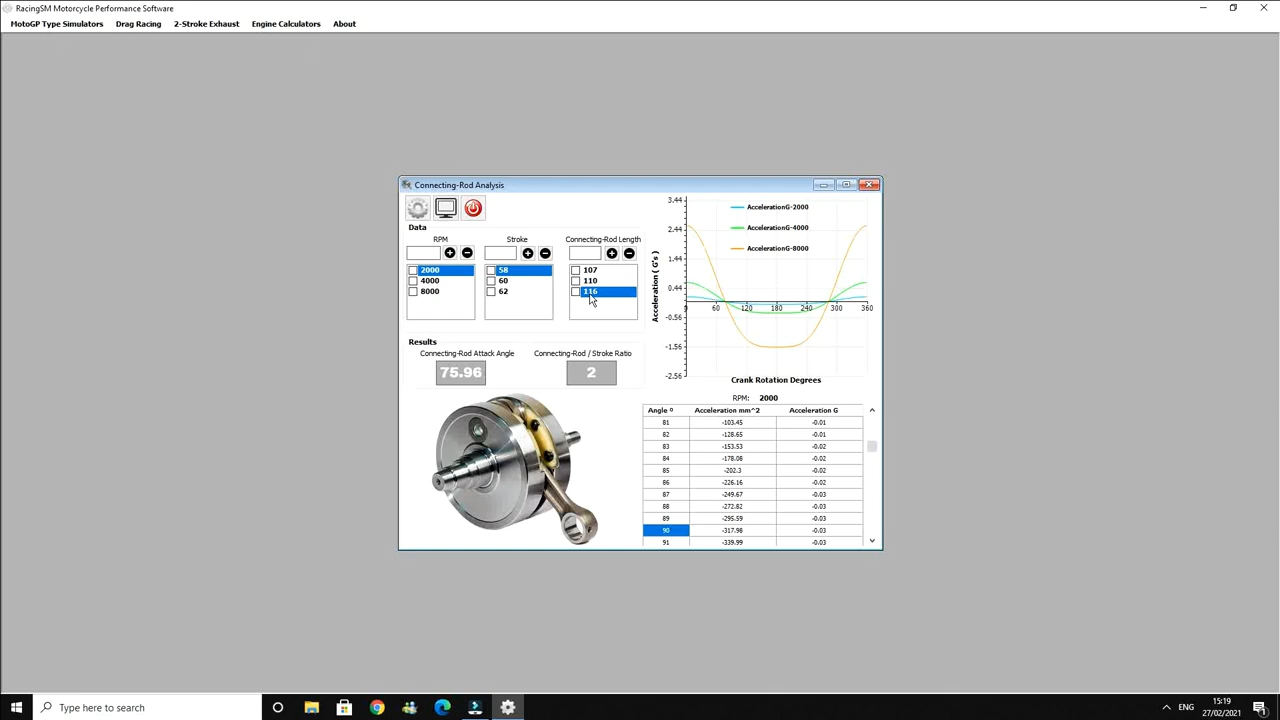 RacingSM Motorcycle Performance Software
MotoGP Type Simulators Drag Racing 2-Stroke Exhaust Engine Calculators About
Connecting-Rod Analysis
Data
RPM Stroke Connecting-Rod Length
2000 58 107
4000 60 110
8000 62 116
Results
Connecting-Rod Attack Angle Connecting-Rod / Stroke Ratio
75.96 2
3.44
2.44
1.44
0.44
-0.56
-1.56
-2.56
Acceleration ( G's )
AccelerationG-2000
AccelerationG-4000
AccelerationG-8000
0 60 120 180 240 300 360
Crank Rotation Degrees
RPM: 2000
Angle º Acceleration mm^2 Acceleration G
81 -103.45 -0.01
82 -128.65 -0.01
83 -153.53 -0.02
84 -178.08 -0.02
85 -202.3 -0.02
86 -226.16 -0.02
87 -249.67 -0.03
88 -272.82 -0.03
89 -295.59 -0.03
90 -317.98 -0.03
91 -339.99 -0.03
Type here to search
ENG
15:19
27/02/2021
1